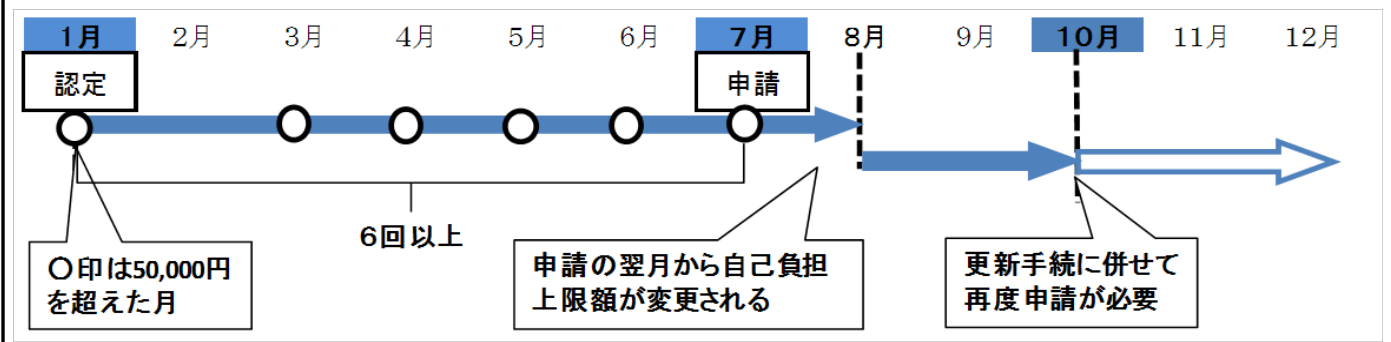 1月 2月 3月 4月 5月 6月 7月 8月 9月 10月 11月 12月
認定 申請
6回以上
〇印は50,000円
を超えた月
申請の翌月から自己負担
上限額が変更される
更新手続に併せて
再度申請が必要